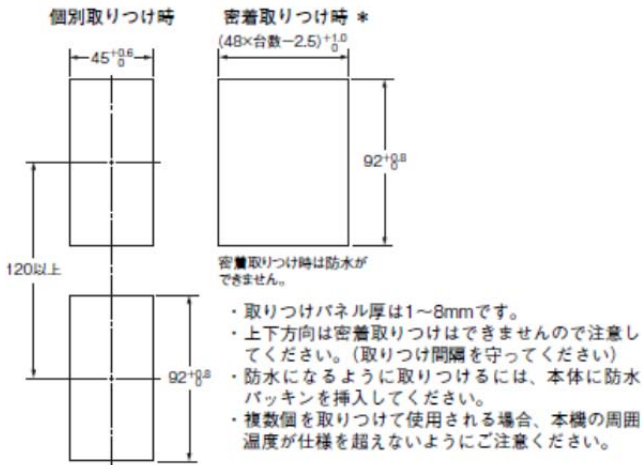 個別取りつけ時
密着取りつけ時 *
(48×台数−2.5)+1.0 0
45+0.6 0
92+0.8 0
120以上
密着取りつけ時は防水が
できません。
・取りつけパネル厚は1〜8mmです。
・上下方向は密着取りつけはできませんので注意し
てください。（取りつけ間隔を守ってください）
92+0.8 0
・防水になるように取りつけるには、本体に防水
パッキンを挿入してください。
・複数個を取りつけて使用される場合、本機の周囲
温度が仕様を超えないようにご注意ください。